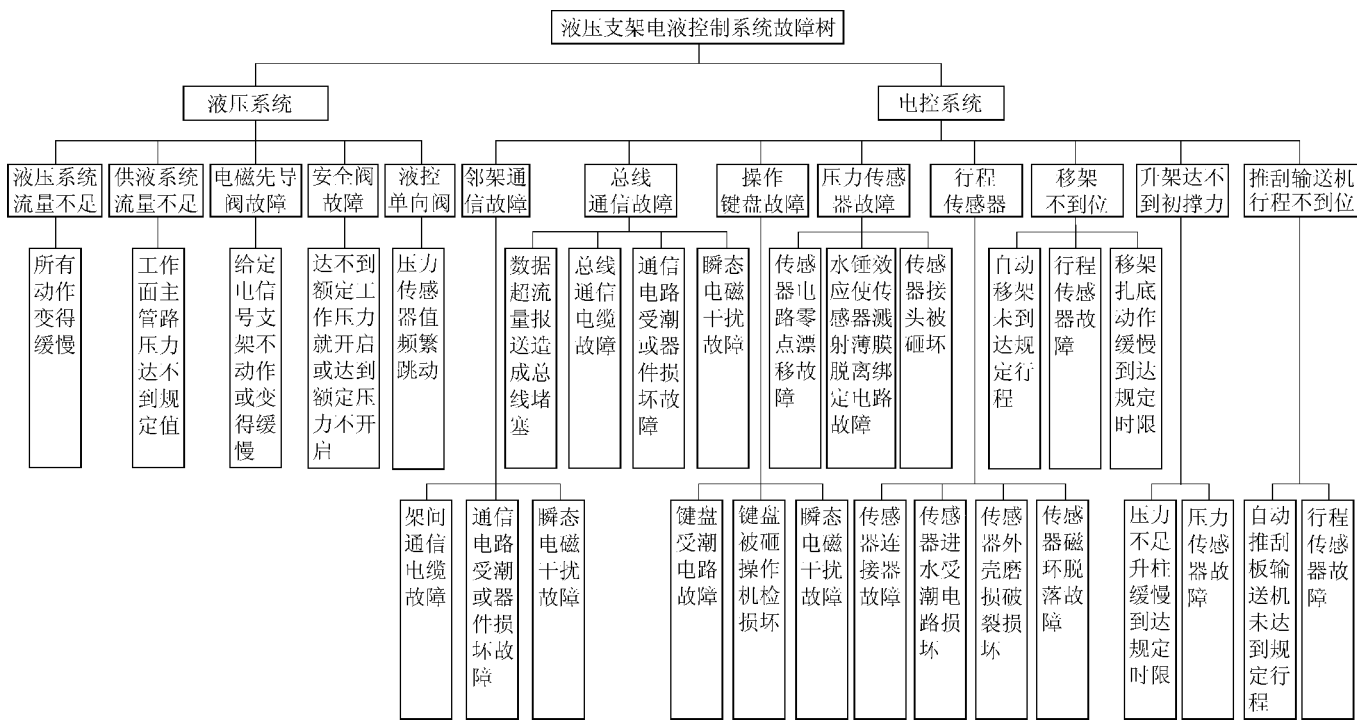 液压支架电液控制系统故障树
液压系统
电控系统
液压系统
流量不足
供液系统
流量不足
电磁先导
阀故障
安全阀
故障
液控
单向阀
邻架通
信故障
总线
通信故障
操作
键盘故障
压力传感
器故障
行程
传感器
移架
不到位
升架达不
到初撑力
推刮输送机
行程不到位
所有
动作
变得
缓慢
工作
面主
管路
压力
达不
到规
定值
给定
电信
号支
架不
动作
或变
得缓
慢
达不到
额定工
作压力
就开启
或达到
额定压
力不开
启
压力
传感
器值
频繁
跳动
数据
超流
量报
送造
成总
线堵
塞
总线
通信
电缆
故障
通信
电路
受潮
或器
件损
坏故
障
瞬态
电磁
干扰
故障
传感
器电
路零
点漂
移故
障
水锤效
应使传
感器溅
射薄膜
脱离绑
定电路
故障
传感
器接
头被
砸坏
自动
移架
未到
达规
定行
程
行程
传感
器故
障
移架
扎底
动作
缓慢
到达
规定
时限
架间
通信
电缆
故障
通信
电路
受潮
或器
件损
坏故
障
瞬态
电磁
干扰
故障
键盘
受潮
电路
故障
键盘
被砸
操作
机检
损坏
瞬态
电磁
干扰
故障
传感
器连
接器
故障
传感
器进
水受
潮电
路损
坏
传感
器外
壳磨
损破
裂损
坏
传感
器磁
环脱
落故
障
压力
不足
升柱
缓慢
到达
规定
时限
压力
传感
器故
障
自动
推刮
板输
送机
未达
到规
定行
程
行程
传感
器故
障